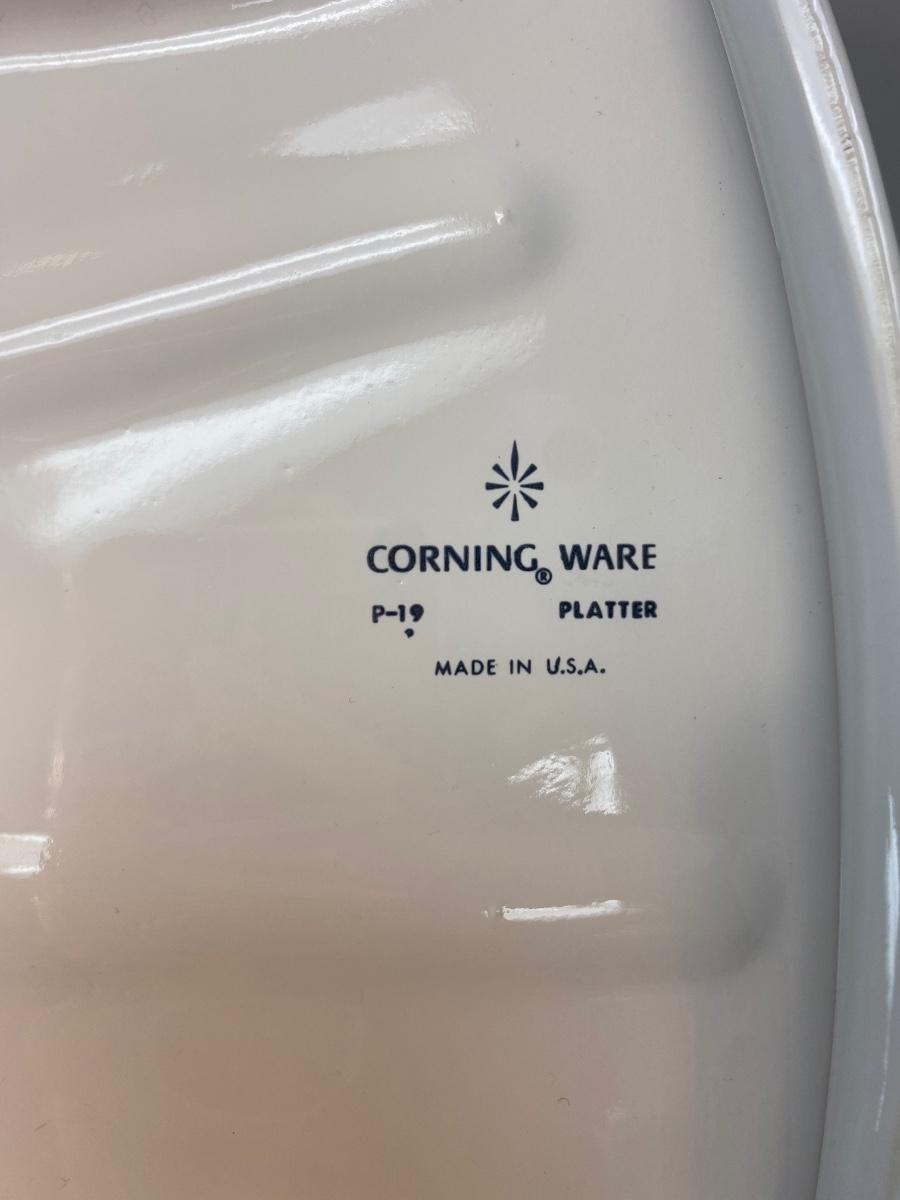 CORNING® WARE
P-19 PLATTER
MADE IN U.S.A.